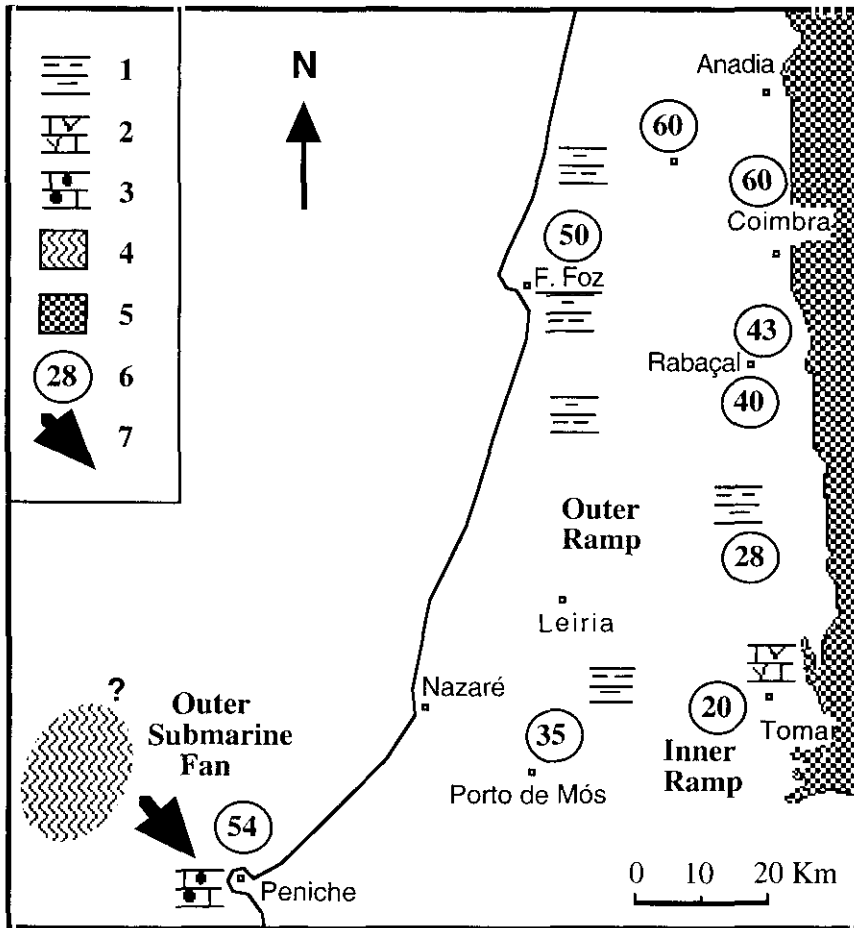 1
2
3
4
5
28 6
7
N
Anadia
60
60
Coimbra
50
F. Foz
43
Rabaçal
40
Outer
Ramp
28
Leiria
?
Outer
Submarine
Fan
Nazaré
35
Porto de Mós
20
Tomar
Inner
Ramp
54
Peniche
0 10 20 Km